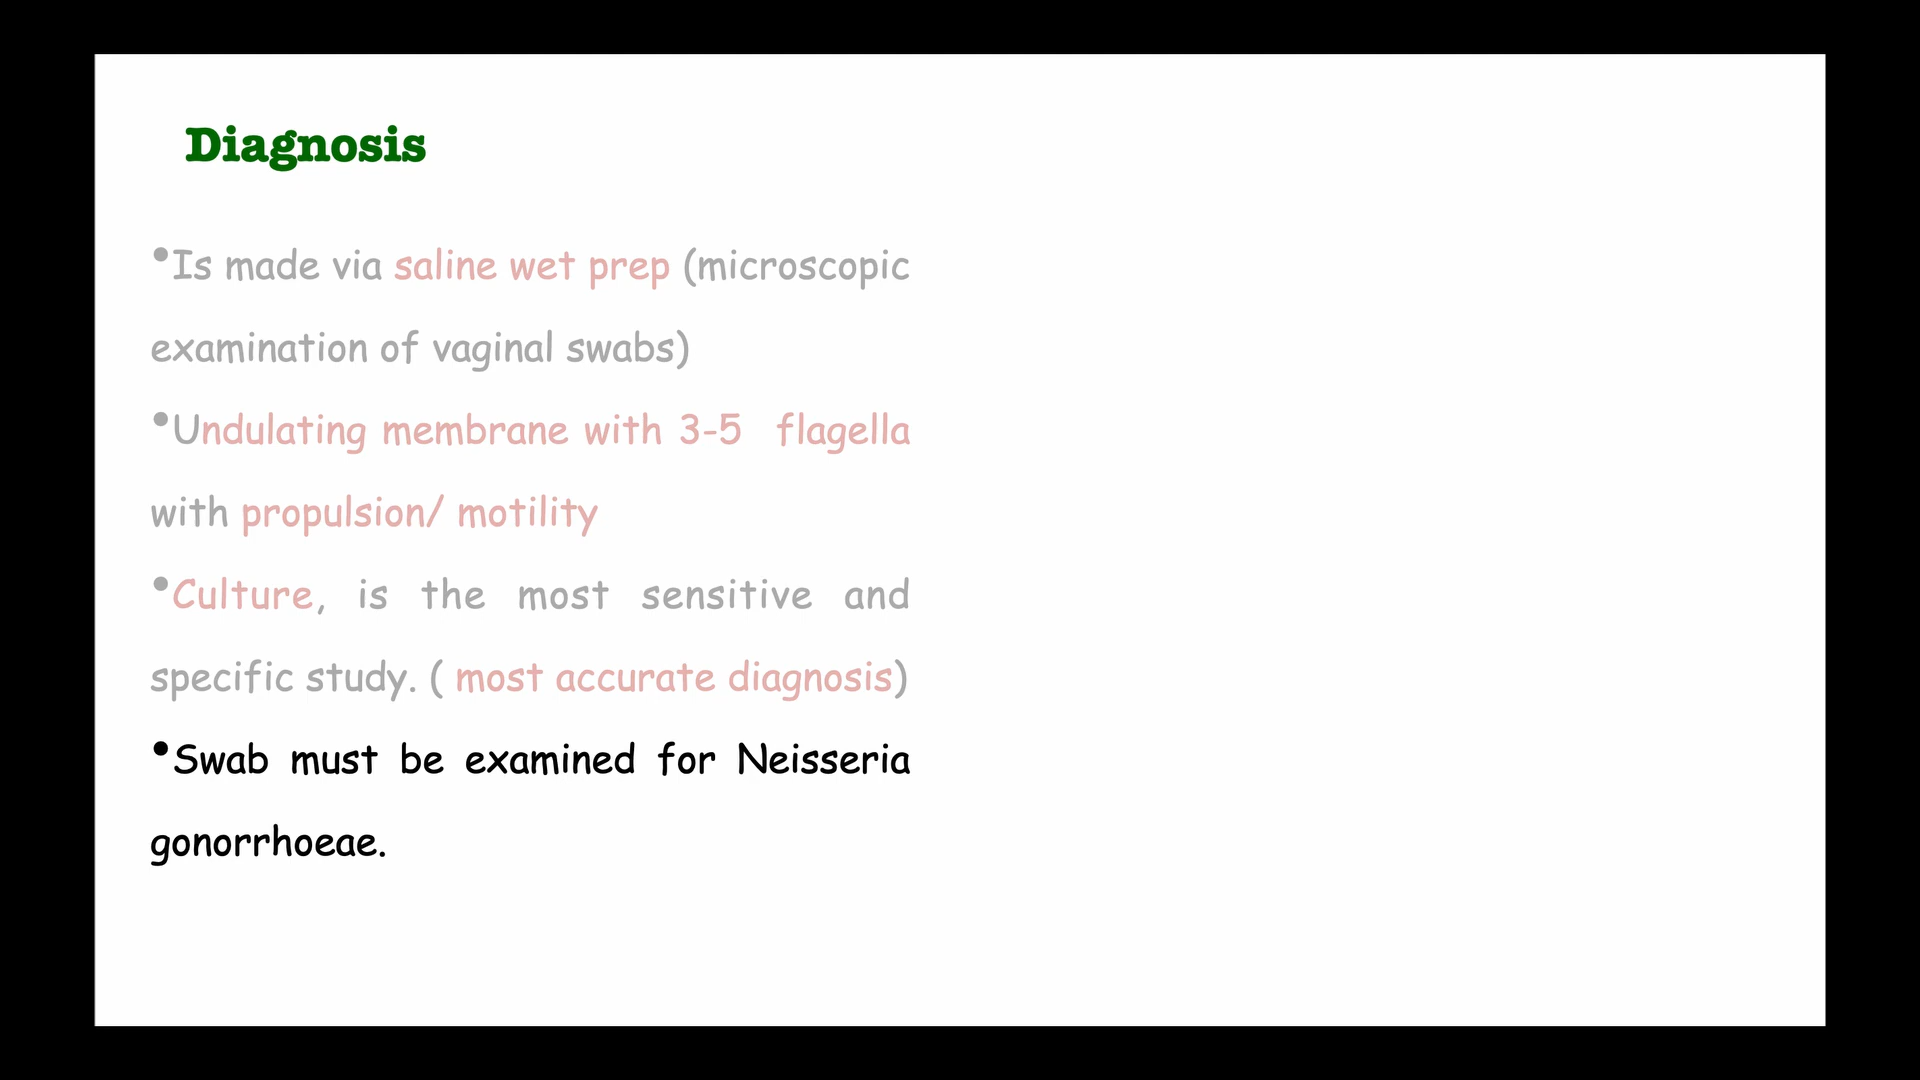 Diagnosis
•Is made via saline wet prep (microscopic
examination of vaginal swabs)
•Undulating membrane with 3-5 flagella
with propulsion/ motility
•Culture, is the most sensitive and
specific study. ( most accurate diagnosis)
•Swab must be examined for Neisseria
gonorrhoeae.